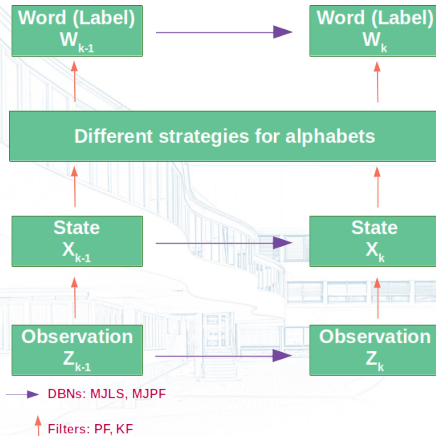 Word (Label) Word (Label)
Wk-1 Wk
Different strategies for alphabets
State State
Xk-1 Xk
Observation Observation
Zk-1 Zk
DBNs: MJLS, MJPF
Filters: PF, KF